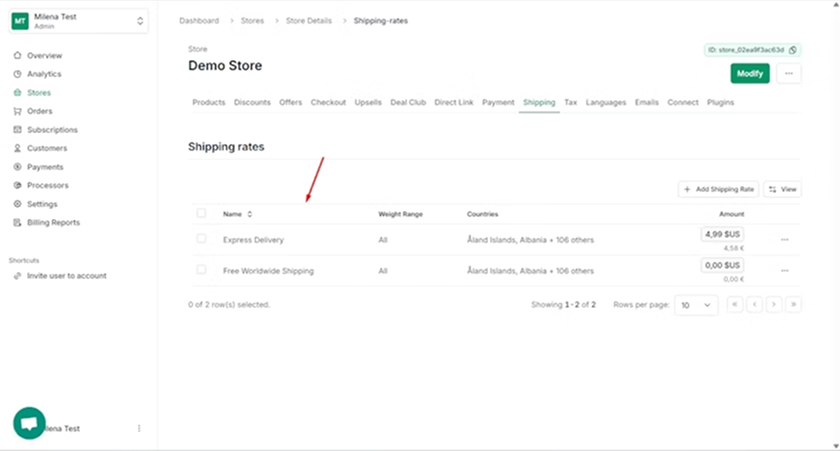 MT
Milena Test
Admin
Dashboard > Stores > Store Details > Shipping-rates
Overview
Analytics
Stores
Orders
Subscriptions
Customers
Payments
Processors
Settings
Billing Reports
Shortcuts
Invite user to account
lena Test
Store
Demo Store
ID: store_02ea9f3ac63d
Modify
Products Discounts Offers Checkout Upsells Deal Club Direct Link Payment Shipping Tax Languages Emails Connect Plugins
Shipping rates
+ Add Shipping Rate View
Name Weight Range Countries Amount
Express Delivery All Åland Islands, Albania + 106 others 4,99 $US
4,58 €
Free Worldwide Shipping All Åland Islands, Albania + 106 others 0,00 $US
0,00 €
0 of 2 row(s) selected. Showing 1-2 of 2 Rows per page: 10